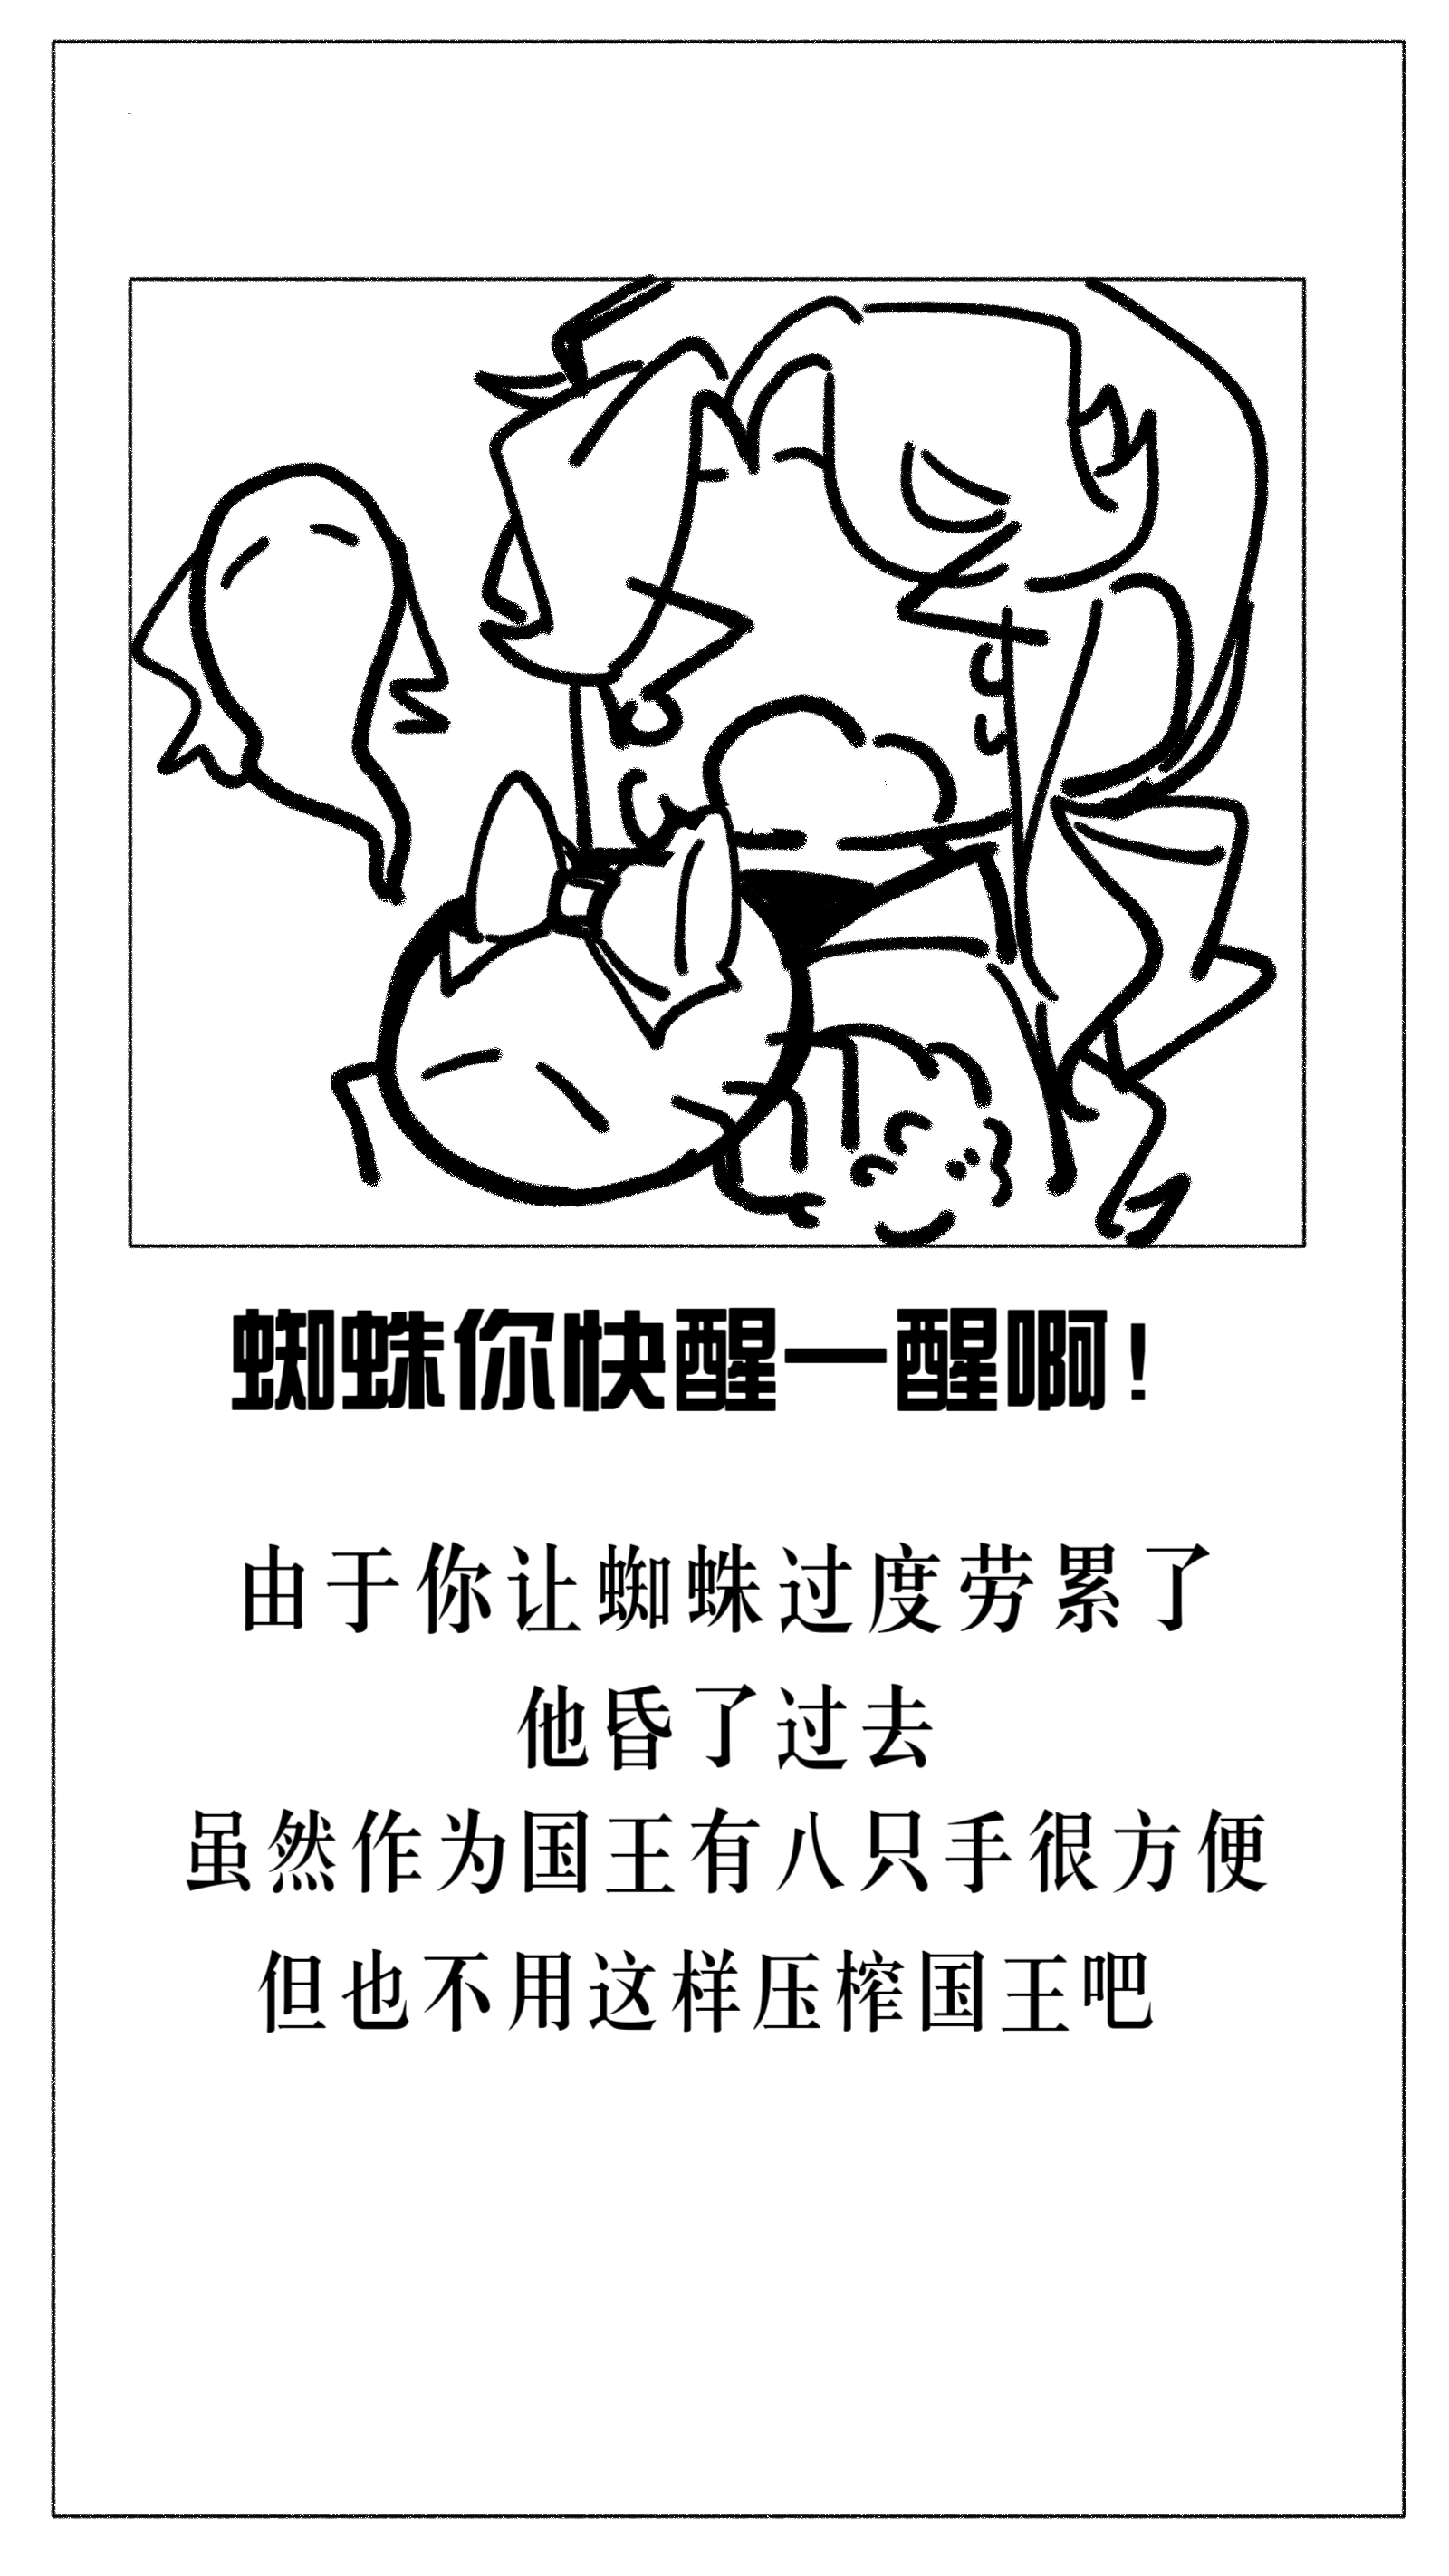 蜘蛛你快醒一醒啊！
由于你让蜘蛛过度劳累了
他昏了过去
虽然作为国王有八只手很方便
但也不用这样压榨国王吧